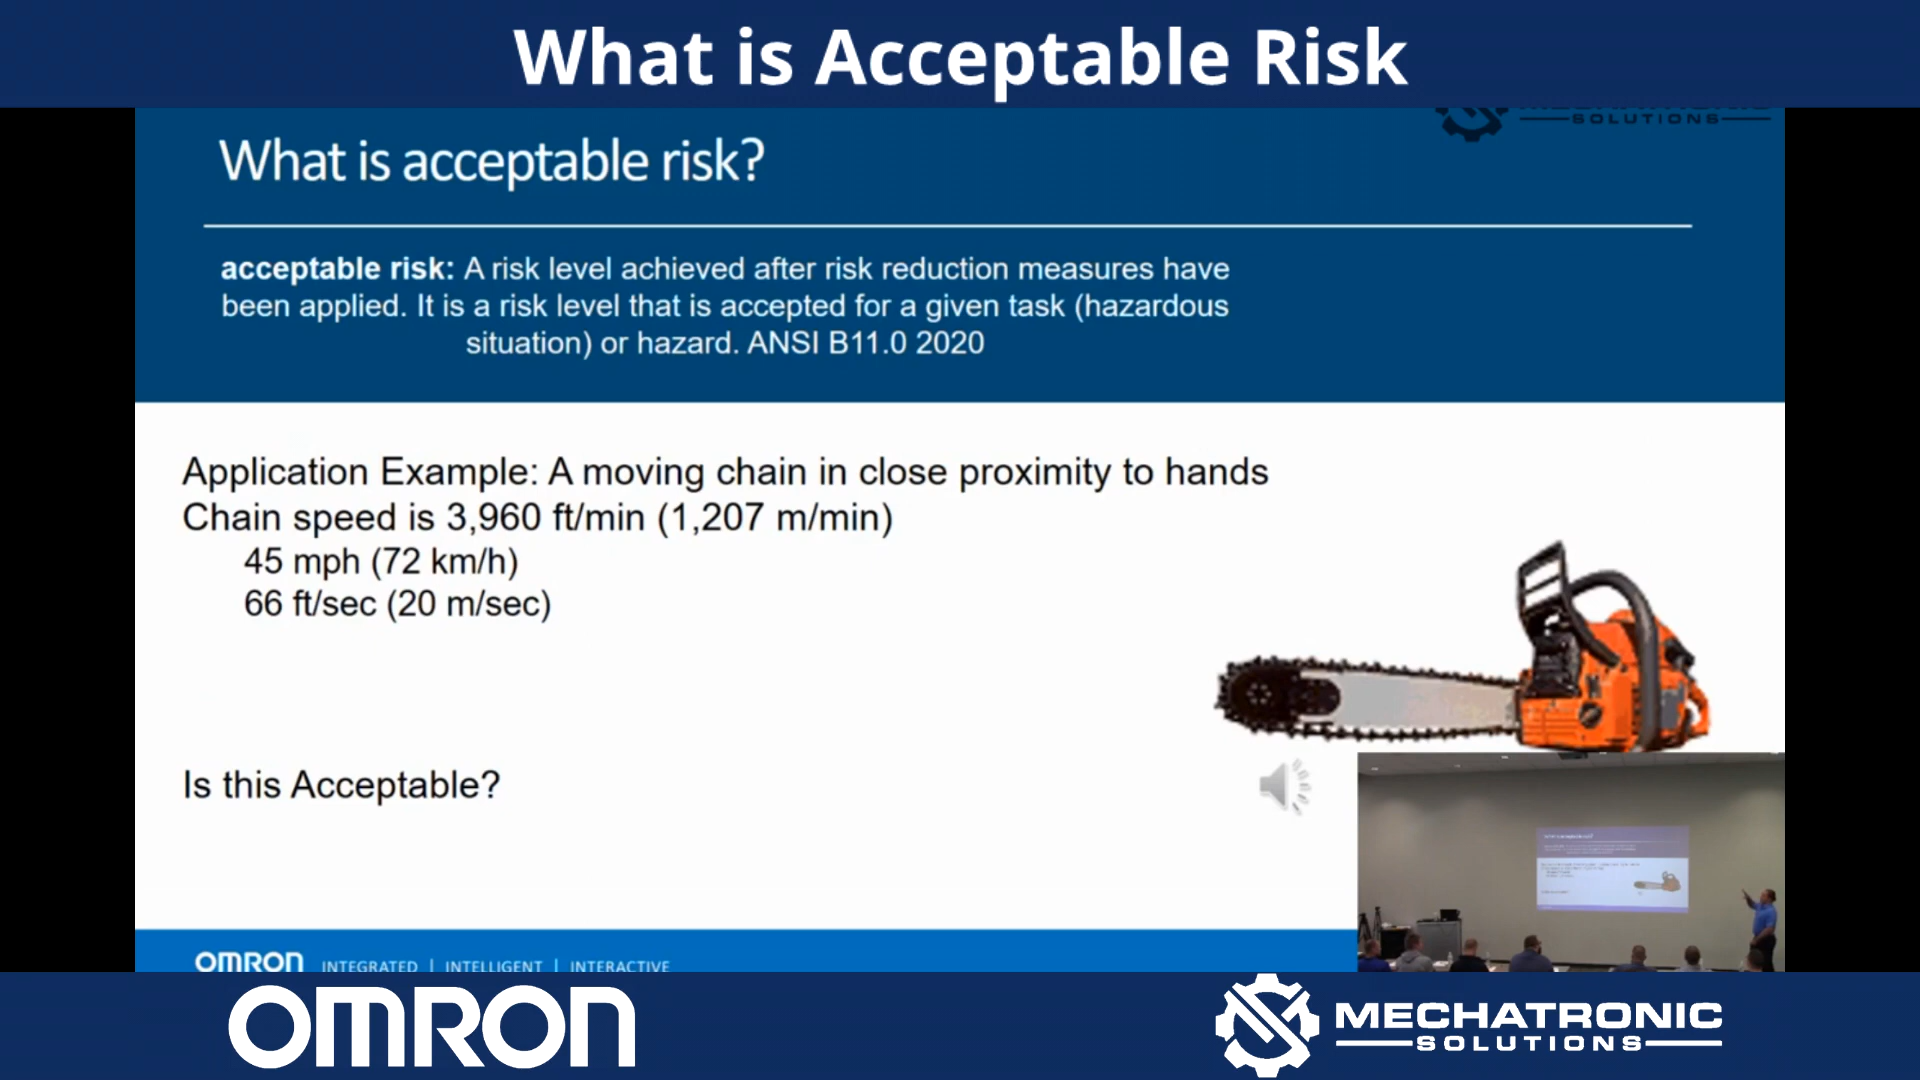 What is Acceptable Risk
SOLUTIONS
What is acceptable risk?
acceptable risk: A risk level achieved after risk reduction measures have
been applied. It is a risk level that is accepted for a given task (hazardous
situation) or hazard. ANSI B11.0 2020
Application Example: A moving chain in close proximity to hands
Chain speed is 3,960 ft/min (1,207 m/min)
45 mph (72 km/h)
66 ft/sec (20 m/sec)
Is this Acceptable?
OMRON INTEGRATED | INTELLIGENT | INTERACTIVE
OMRON
MECHATRONIC
SOLUTIONS